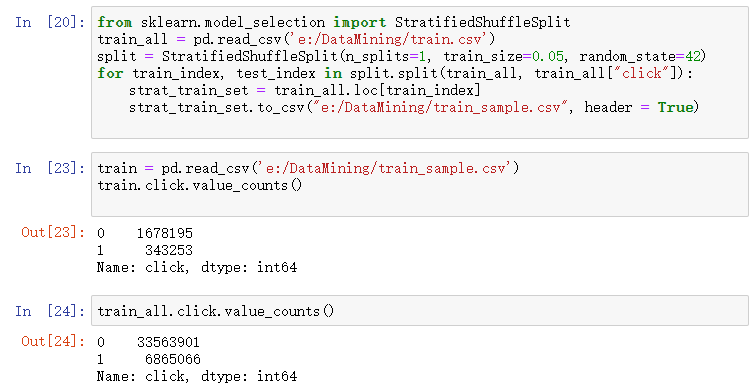 In [20]: from sklearn.model_selection import StratifiedShuffleSplit
train_all = pd.read_csv('e:/DataMining/train.csv')
split = StratifiedShuffleSplit(n_splits=1, train_size=0.05, random_state=42)
for train_index, test_index in split.split(train_all, train_all["click"]):
    strat_train_set = train_all.loc[train_index]
    strat_train_set.to_csv("e:/DataMining/train_sample.csv", header = True)
In [23]: train = pd.read_csv('e:/DataMining/train_sample.csv')
train.click.value_counts()
Out[23]: 0    1678195
1     343253
Name: click, dtype: int64
In [24]: train_all.click.value_counts()
Out[24]: 0    33563901
1     6865066
Name: click, dtype: int64